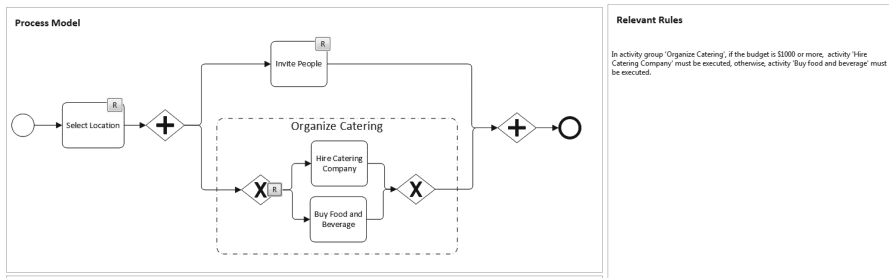 Process Model
Relevant Rules
In activity group 'Organize Catering', if the budget is $1000 or more, activity 'Hire
Catering Company' must be executed, otherwise, activity 'Buy food and beverage' must
be executed.
R
Invite People
R
Select Location
Organize Catering
Hire Catering
Company
X
R
X
Buy Food and
Beverage